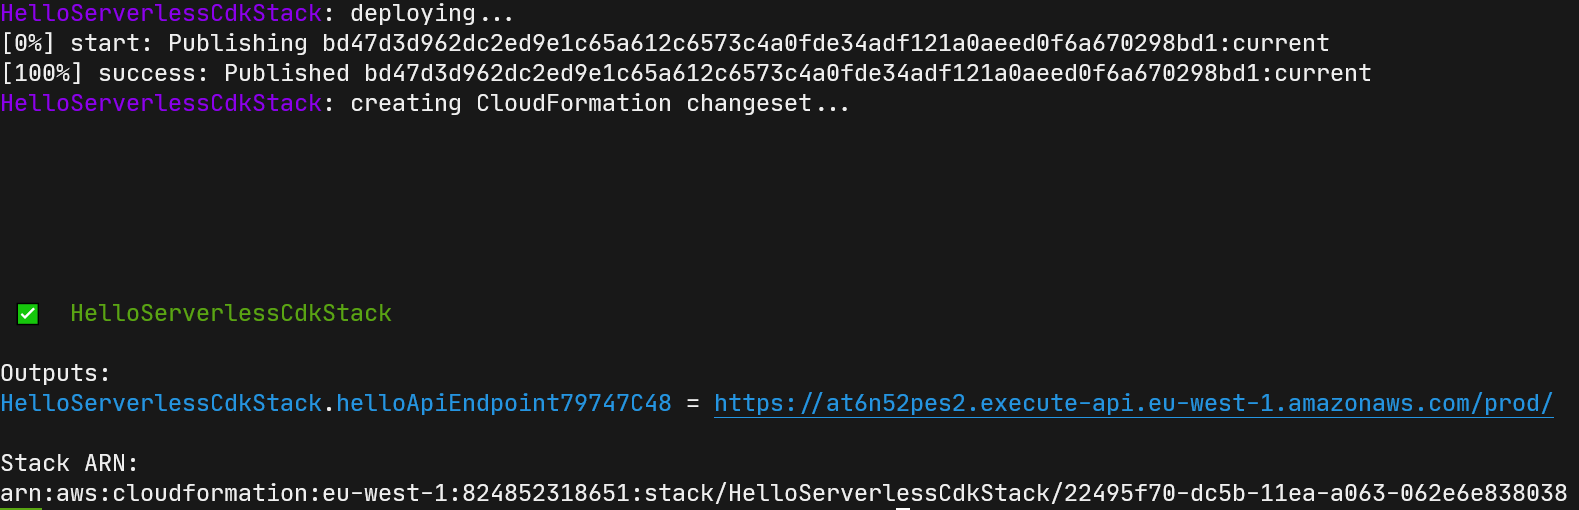 HelloServerlessCdkStack: deploying...
[0%] start: Publishing bd47d3d962dc2ed9e1c65a612c6573c4a0fde34adf121a0aeed0f6a670298bd1:current
[100%] success: Published bd47d3d962dc2ed9e1c65a612c6573c4a0fde34adf121a0aeed0f6a670298bd1:current
HelloServerlessCdkStack: creating CloudFormation changeset...
✅ HelloServerlessCdkStack
Outputs:
HelloServerlessCdkStack.helloApiEndpoint79747C48 = https://at6n52pes2.execute-api.eu-west-1.amazonaws.com/prod/
Stack ARN:
arn:aws:cloudformation:eu-west-1:824852318651:stack/HelloServerlessCdkStack/22495f70-dc5b-11ea-a063-062e6e838038